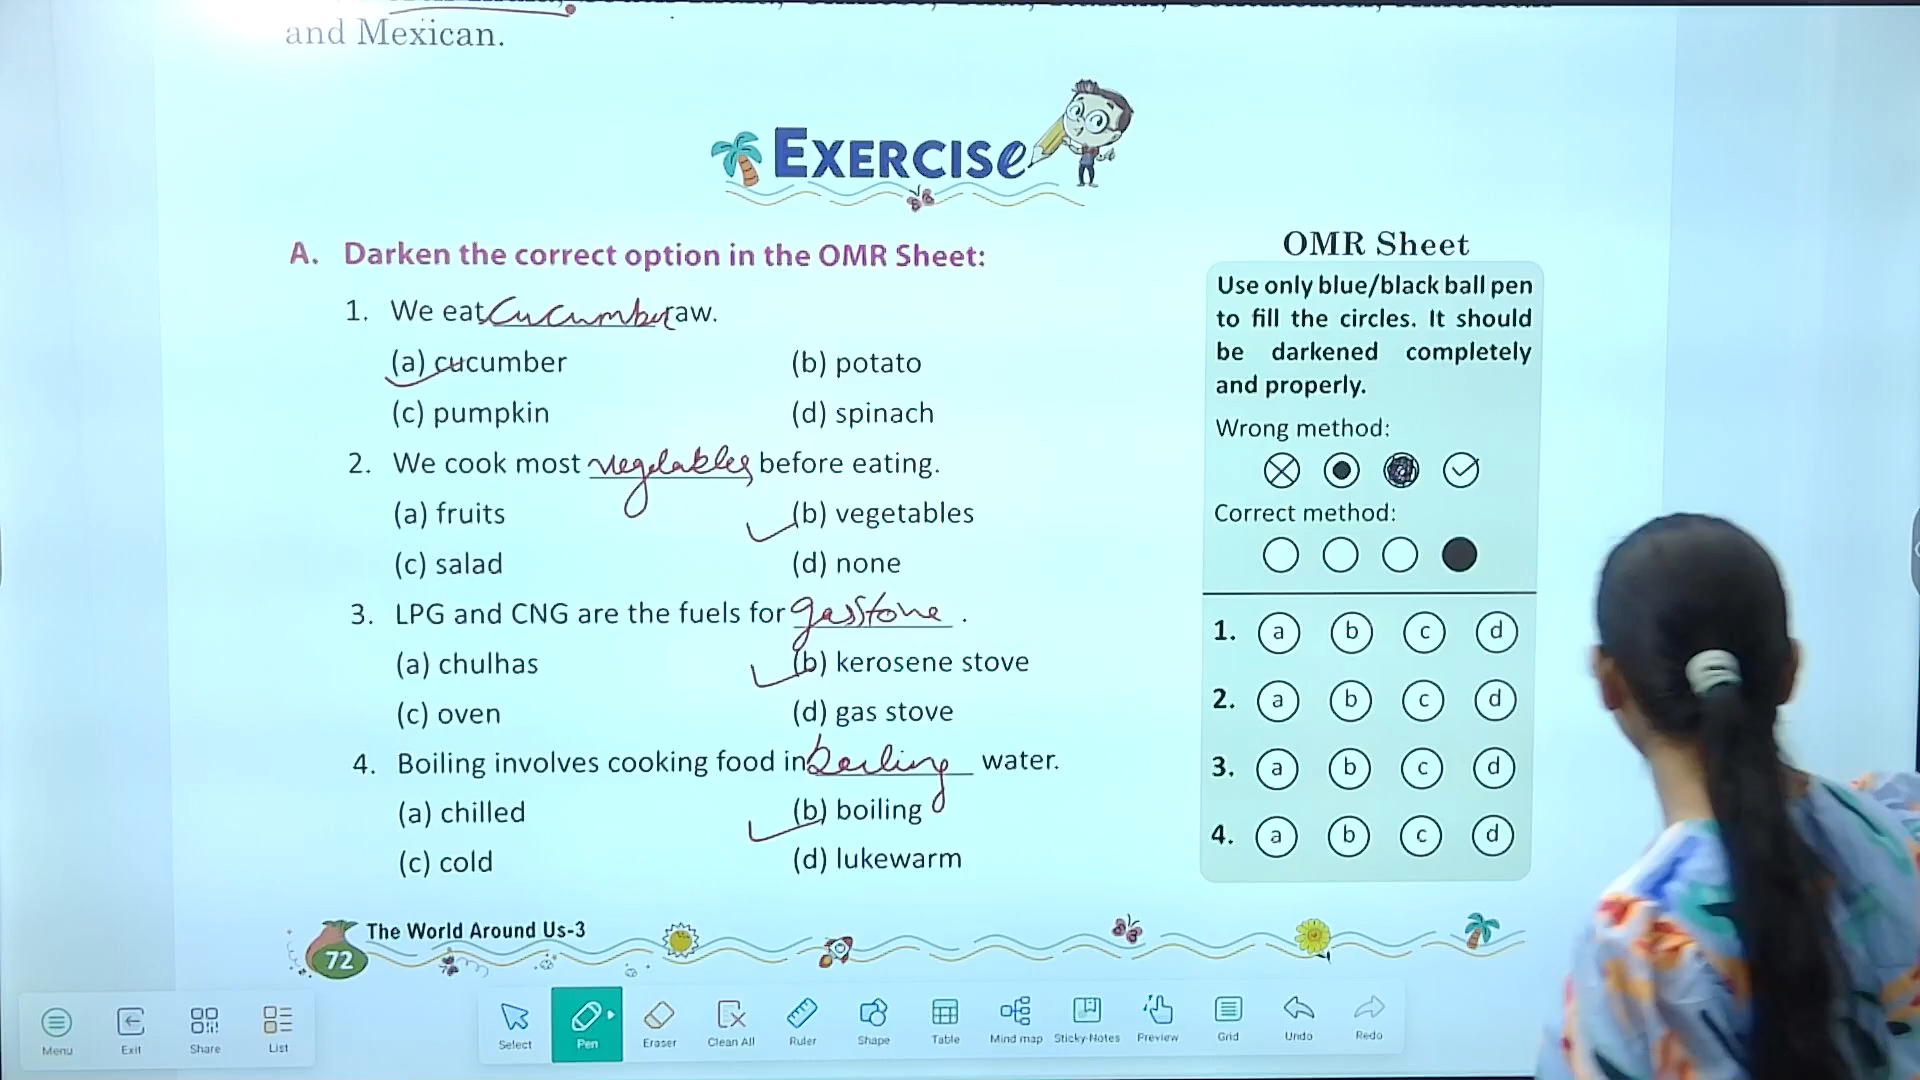 and Mexican.
EXERCISe
A. Darken the correct option in the OMR Sheet:
1. We eat Cucumber raw.
(a) cucumber (b) potato
(c) pumpkin (d) spinach
2. We cook most vegetables before eating.
(a) fruits (b) vegetables
(c) salad (d) none
3. LPG and CNG are the fuels for gasstone .
(a) chulhas (b) kerosene stove
(c) oven (d) gas stove
4. Boiling involves cooking food in boiling water.
(a) chilled (b) boiling
(c) cold (d) lukewarm
OMR Sheet
Use only blue/black ball pen
to fill the circles. It should
be darkened completely
and properly.
Wrong method:
Correct method:
1. a b c d
2. a b c d
3. a b c d
4. a b c d
The World Around Us-3
72
Menu Exit Share List Select Pen Eraser Clean All Ruler Shape Table Mind map Sticky-Notes Preview Grid Undo Redo